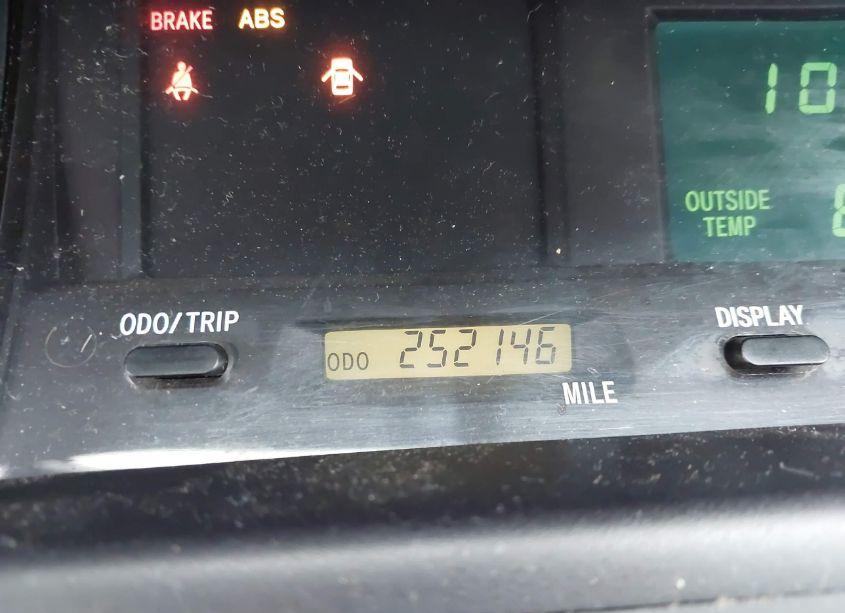 BRAKE ABS
10
OUTSIDE
TEMP
ODO/TRIP
DISPLAY
ODO 252146
MILE